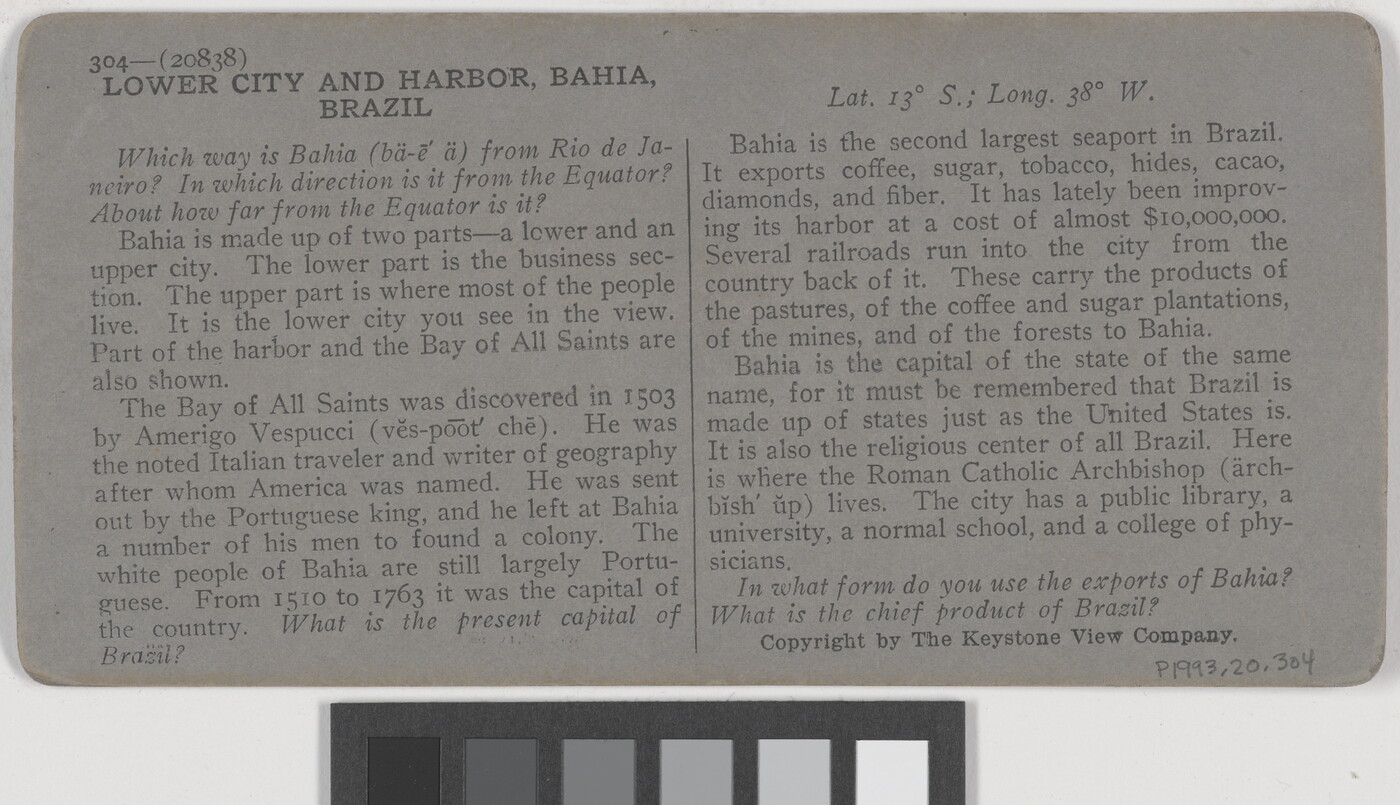 304—(20838)
LOWER CITY AND HARBOR, BAHIA,
BRAZIL
Which way is Bahia (bä-ē′ ä) from Rio de Ja-
neiro? In which direction is it from the Equator?
About how far from the Equator is it?
Bahia is made up of two parts—a lower and an
upper city. The lower part is the business sec-
tion. The upper part is where most of the people
live. It is the lower city you see in the view.
Part of the harbor and the Bay of All Saints are
also shown.
The Bay of All Saints was discovered in 1503
by Amerigo Vespucci (vĕs-po͞ot′ chē). He was
the noted Italian traveler and writer of geography
after whom America was named. He was sent
out by the Portuguese king, and he left at Bahia
a number of his men to found a colony. The
white people of Bahia are still largely Portu-
guese. From 1510 to 1763 it was the capital of
the country. What is the present capital of
Brazil?
Lat. 13° S.; Long. 38° W.
Bahia is the second largest seaport in Brazil.
It exports coffee, sugar, tobacco, hides, cacao,
diamonds, and fiber. It has lately been improv-
ing its harbor at a cost of almost $10,000,000.
Several railroads run into the city from the
country back of it. These carry the products of
the pastures, of the coffee and sugar plantations,
of the mines, and of the forests to Bahia.
Bahia is the capital of the state of the same
name, for it must be remembered that Brazil is
made up of states just as the United States is.
It is also the religious center of all Brazil. Here
is where the Roman Catholic Archbishop (ärch-
bĭsh′ ŭp) lives. The city has a public library, a
university, a normal school, and a college of phy-
sicians.
In what form do you use the exports of Bahia?
What is the chief product of Brazil?
Copyright by The Keystone View Company.
P1993.20.304